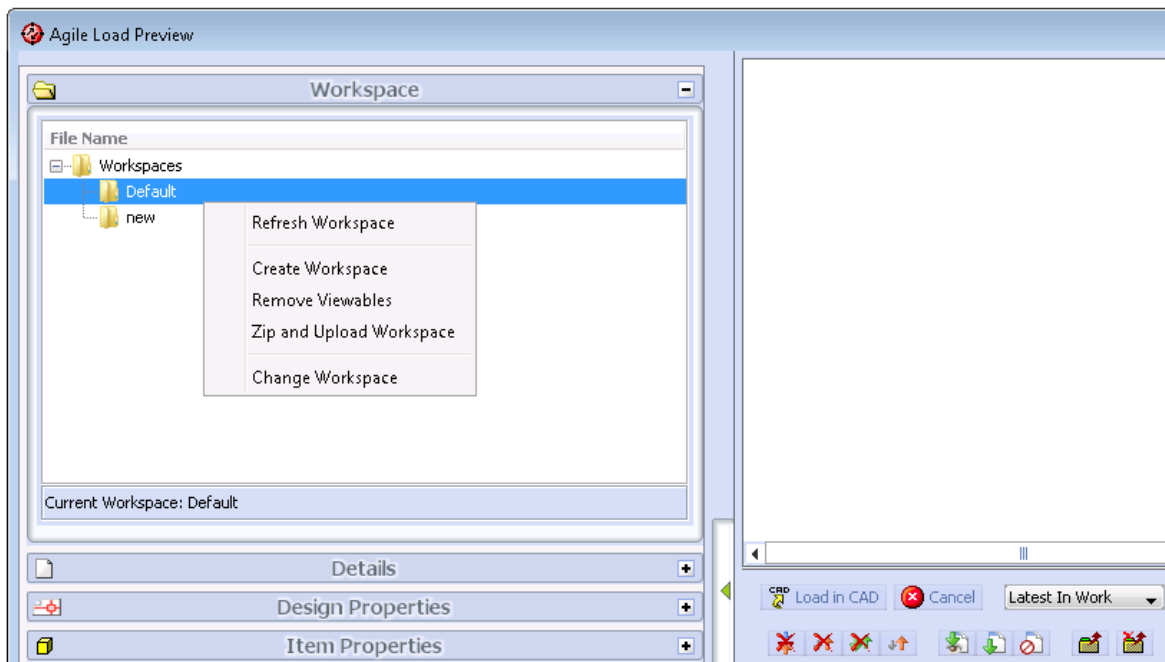 Agile Load Preview
Workspace
File Name
Workspaces
Default
new
Refresh Workspace
Create Workspace
Remove Viewables
Zip and Upload Workspace
Change Workspace
Current Workspace: Default
Details
Design Properties
Item Properties
CAD Load in CAD Cancel Latest In Work